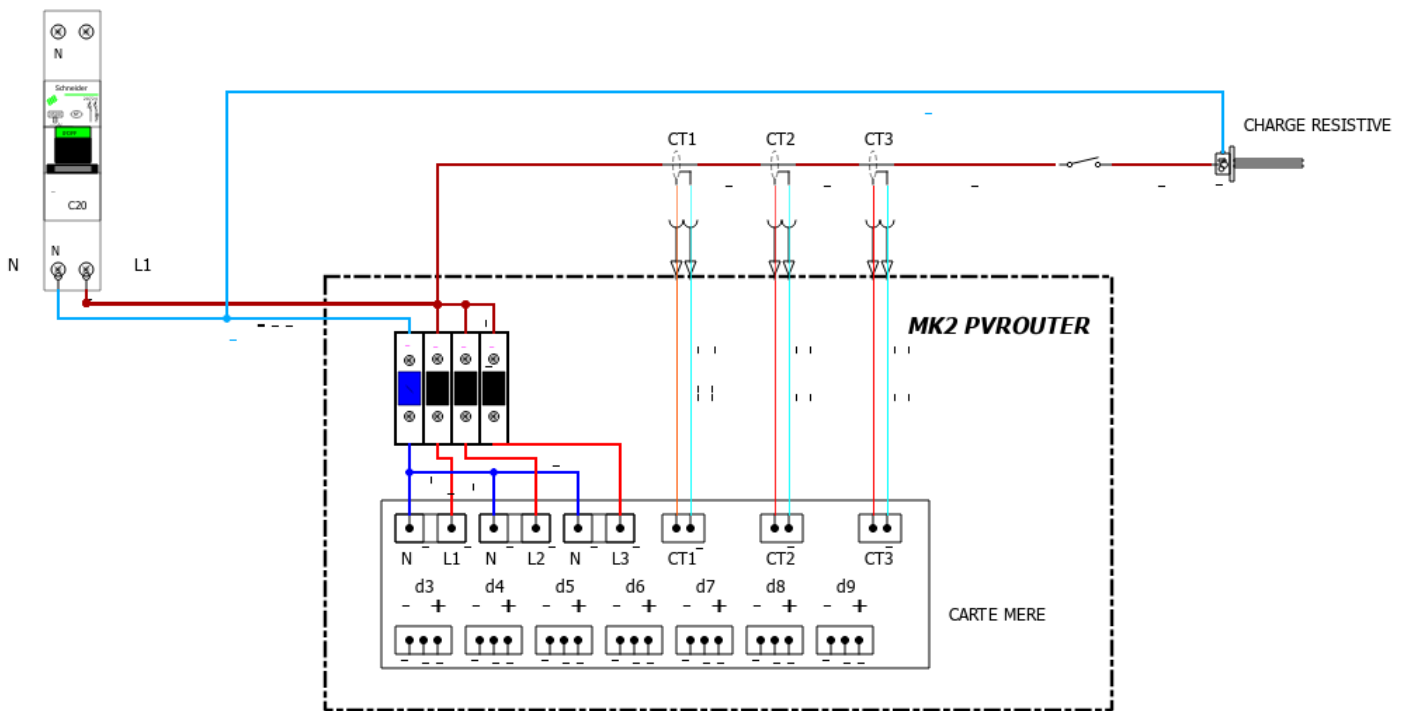 N
Schneider
C20
N
N
L1
CT1
CT2
CT3
CHARGE RESISTIVE
MK2 PVROUTER
N
L1
N
L2
N
L3
CT1
CT2
CT3
d3
d4
d5
d6
d7
d8
d9
- +
- +
- +
- +
- +
- +
- +
CARTE MERE